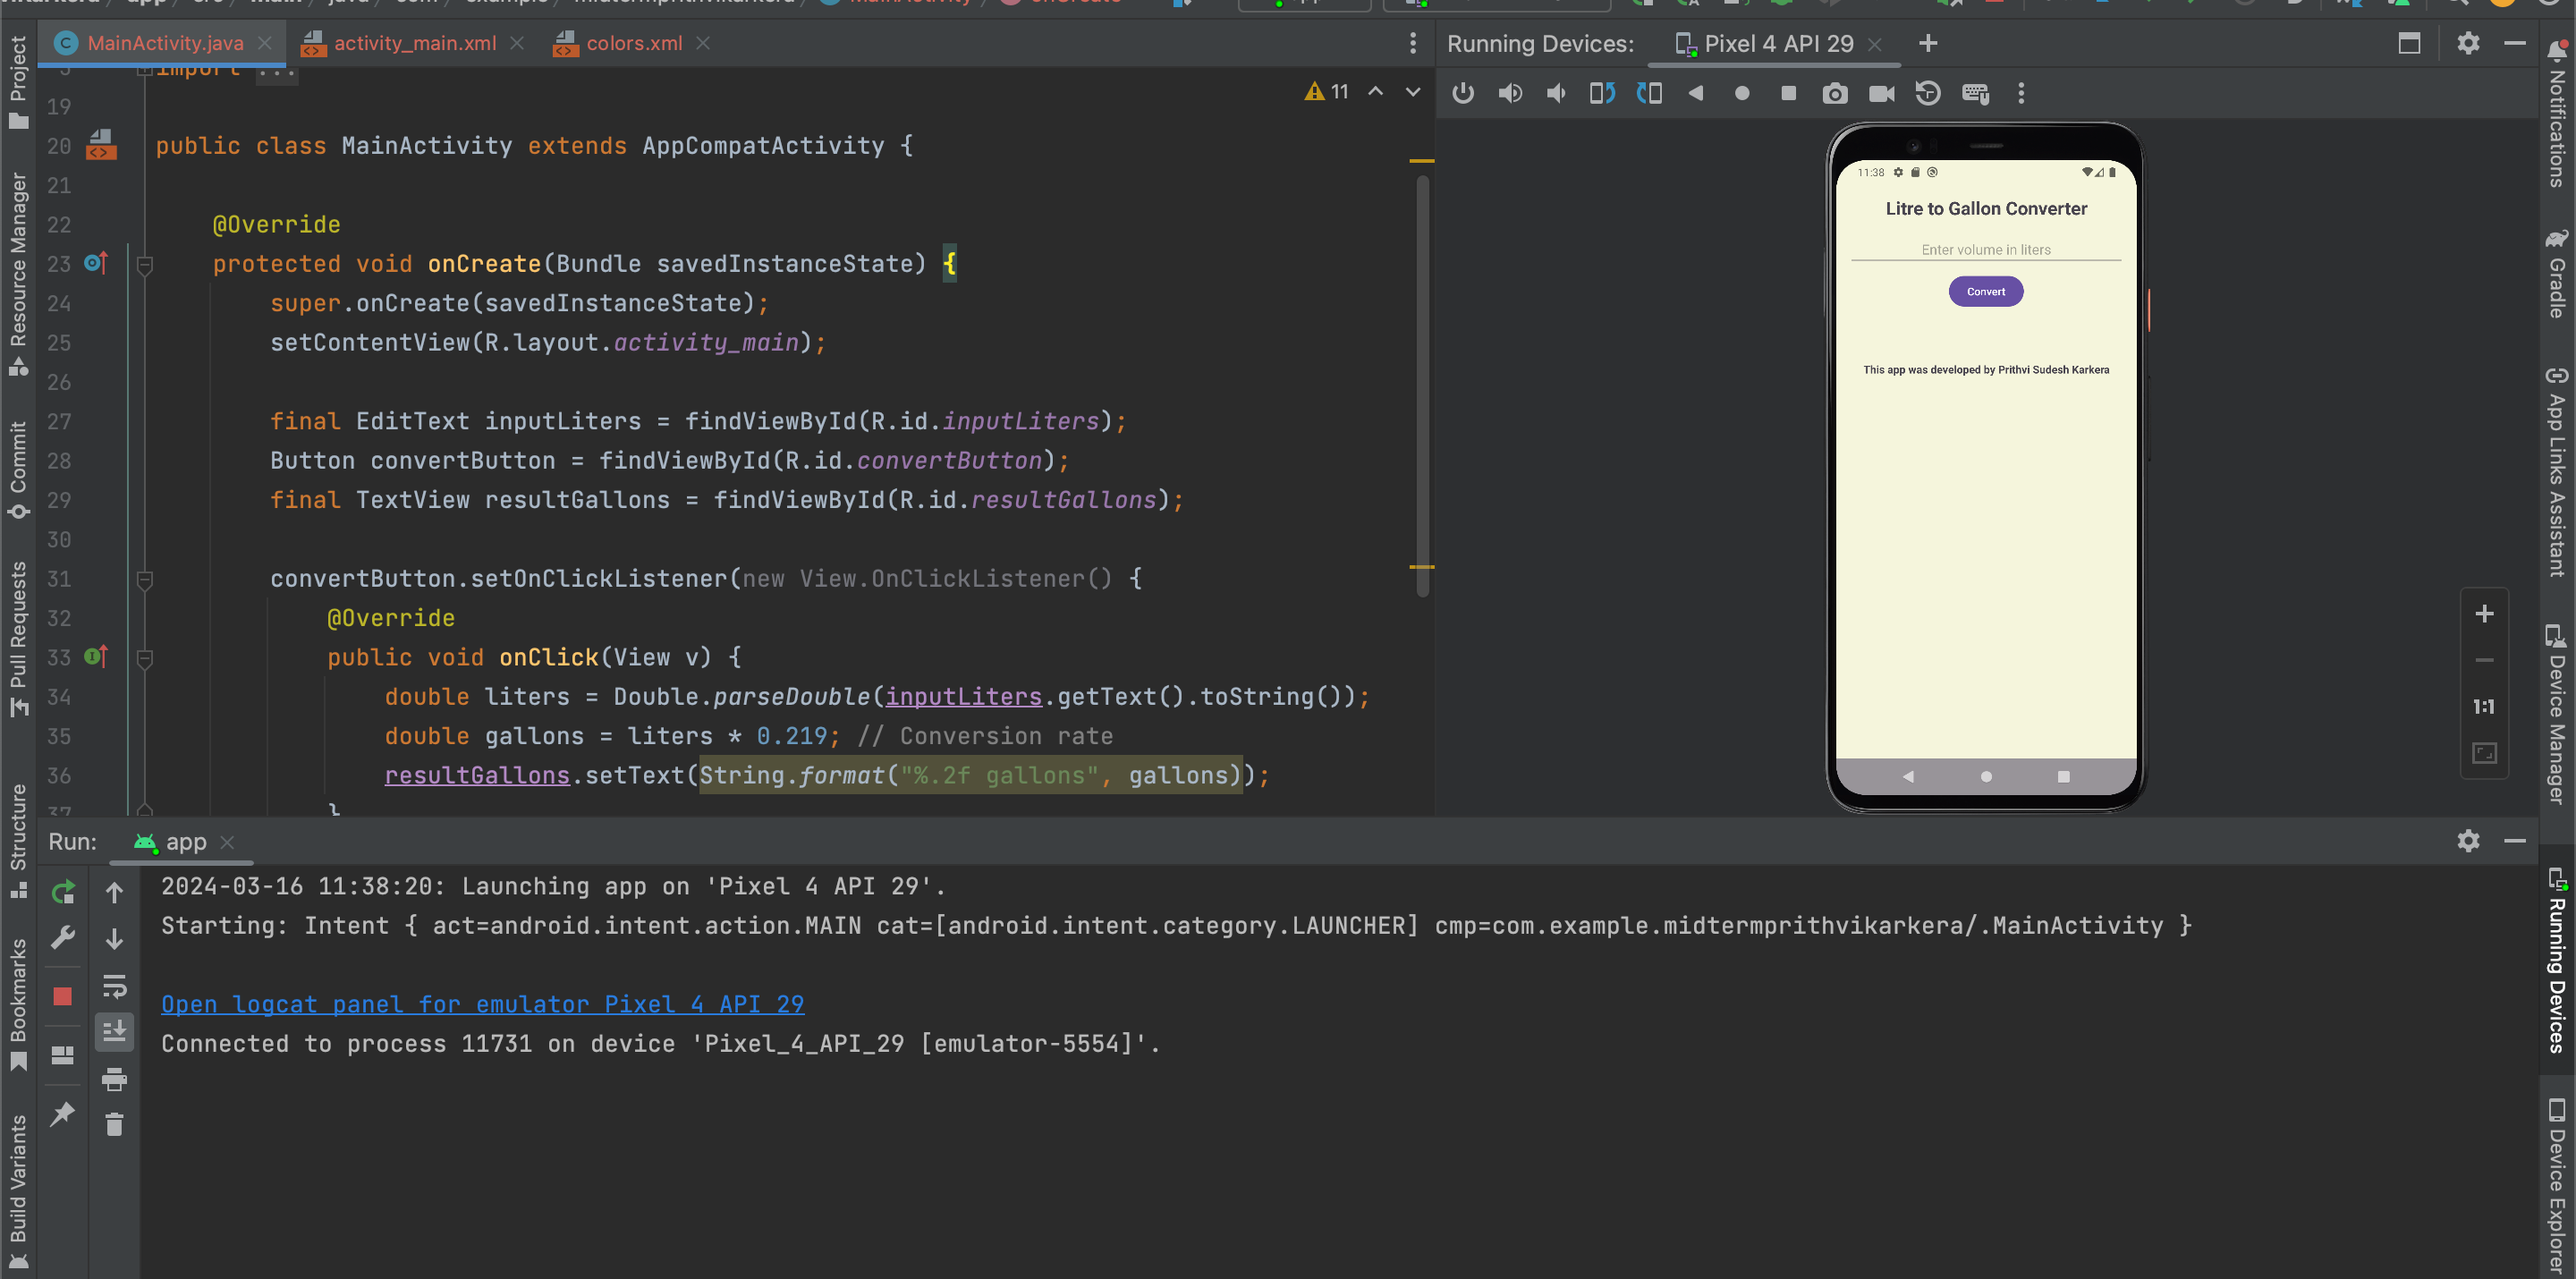 MainActivity.java
activity_main.xml
colors.xml
Running Devices:
Pixel 4 API 29
Project
Resource Manager
Commit
Pull Requests
Structure
Bookmarks
Build Variants
11
import ...
19
20 public class MainActivity extends AppCompatActivity {
21
22 @Override
23 protected void onCreate(Bundle savedInstanceState) {
24 super.onCreate(savedInstanceState);
25 setContentView(R.layout.activity_main);
26
27 final EditText inputLiters = findViewById(R.id.inputLiters);
28 Button convertButton = findViewById(R.id.convertButton);
29 final TextView resultGallons = findViewById(R.id.resultGallons);
30
31 convertButton.setOnClickListener(new View.OnClickListener() {
32 @Override
33 public void onClick(View v) {
34 double liters = Double.parseDouble(inputLiters.getText().toString());
35 double gallons = liters * 0.219; // Conversion rate
36 resultGallons.setText(String.format("%.2f gallons", gallons));
37 }
11:38
Litre to Gallon Converter
Enter volume in liters
Convert
This app was developed by Prithvi Sudesh Karkera
1:1
Notifications
Gradle
App Links Assistant
Device Manager
Running Devices
Device Explorer
Run:
app
2024-03-16 11:38:20: Launching app on 'Pixel 4 API 29'.
Starting: Intent { act=android.intent.action.MAIN cat=[android.intent.category.LAUNCHER] cmp=com.example.midtermprithvikarkera/.MainActivity }
Open logcat panel for emulator Pixel 4 API 29
Connected to process 11731 on device 'Pixel_4_API_29 [emulator-5554]'.